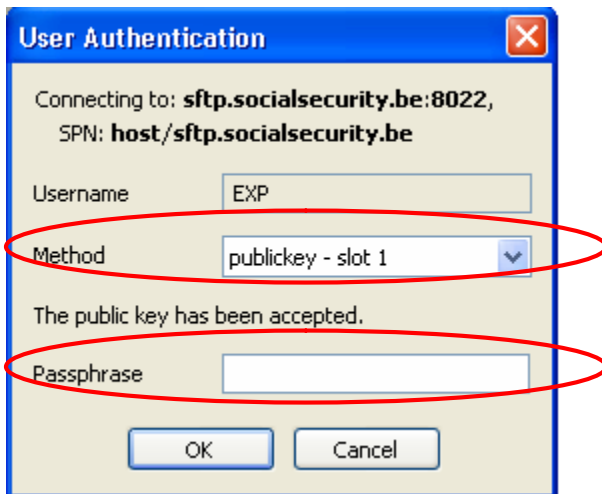 User Authentication
Connecting to: sftp.socialsecurity.be:8022,
SPN: host/sftp.socialsecurity.be
Username EXP
Method publickey - slot 1
The public key has been accepted.
Passphrase
OK Cancel